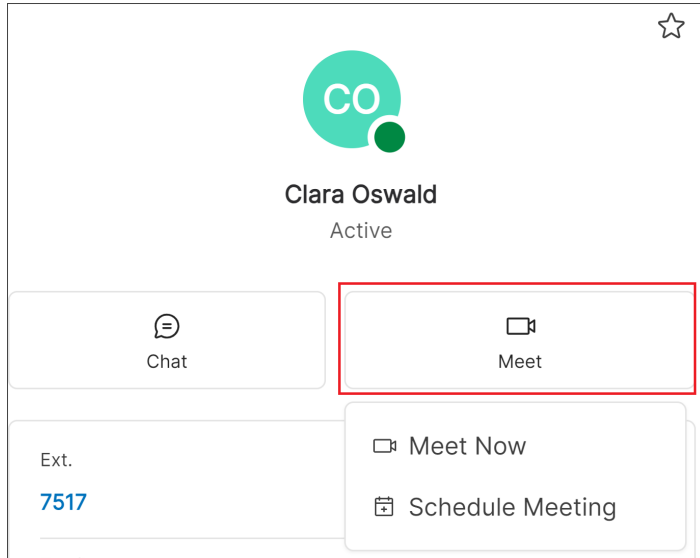 CO
Clara Oswald
Active
Chat
Meet
Meet Now
Schedule Meeting
Ext.
7517